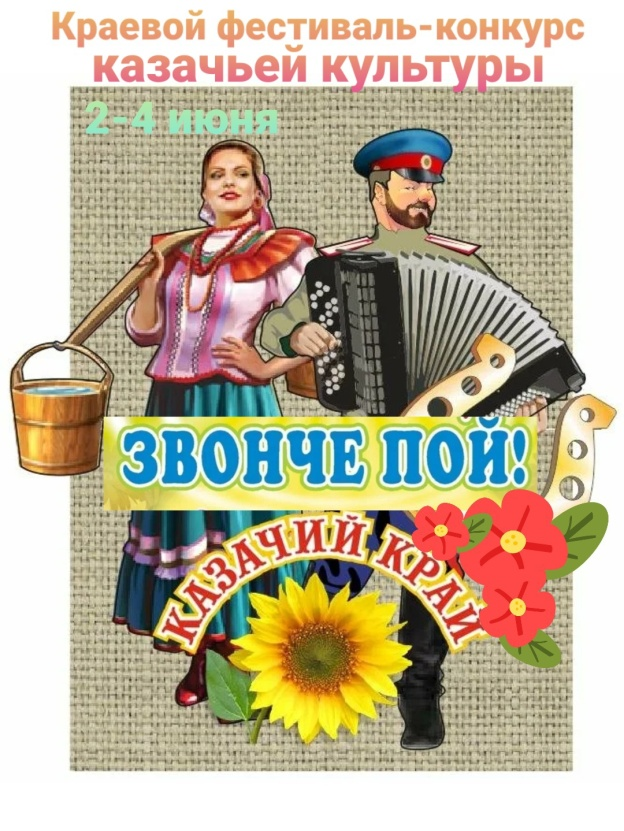 Краевой фестиваль-конкурс
казачьей культуры
2-4 июня
ЗВОНЧЕ ПОЙ!
КАЗАЧИЙ КРАЙ